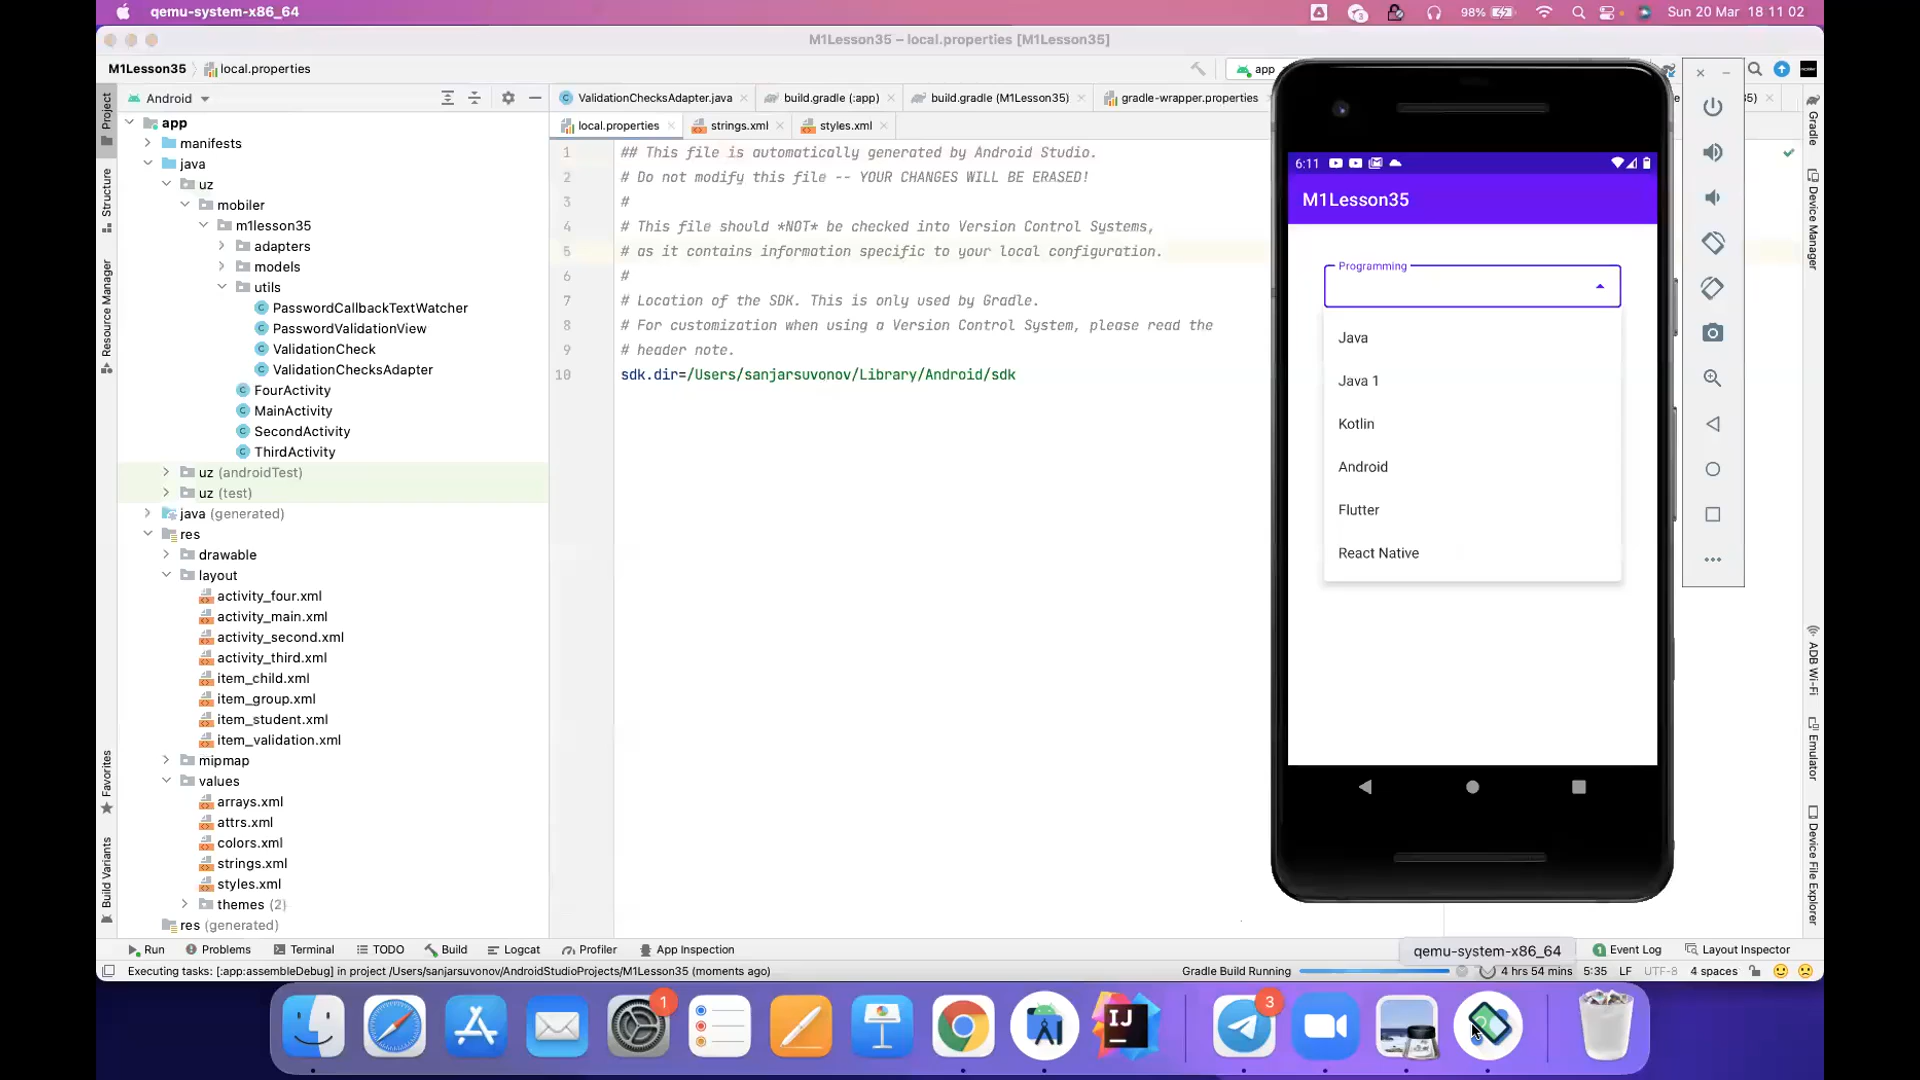 qemu-system-x86_64
98%
Sun 20 Mar 18 11 02
M1Lesson35 – local.properties [M1Lesson35]
M1Lesson35
local.properties
app
Android
ValidationChecksAdapter.java
build.gradle (:app)
build.gradle (M1Lesson35)
gradle-wrapper.properties
local.properties
strings.xml
styles.xml
app
manifests
java
uz
mobiler
m1lesson35
adapters
models
utils
PasswordCallbackTextWatcher
PasswordValidationView
ValidationCheck
ValidationChecksAdapter
FourActivity
MainActivity
SecondActivity
ThirdActivity
uz (androidTest)
uz (test)
java (generated)
res
drawable
layout
activity_four.xml
activity_main.xml
activity_second.xml
activity_third.xml
item_child.xml
item_group.xml
item_student.xml
item_validation.xml
mipmap
values
arrays.xml
attrs.xml
colors.xml
strings.xml
styles.xml
themes (2)
res (generated)
Project
Structure
Resource Manager
Favorites
Build Variants
1 ## This file is automatically generated by Android Studio.
2 # Do not modify this file -- YOUR CHANGES WILL BE ERASED!
3 #
4 # This file should *NOT* be checked into Version Control Systems,
5 # as it contains information specific to your local configuration.
6 #
7 # Location of the SDK. This is only used by Gradle.
8 # For customization when using a Version Control System, please read the
9 # header note.
10 sdk.dir=/Users/sanjarsuvonov/Library/Android/sdk
6:11
M1Lesson35
Programming
Java
Java 1
Kotlin
Android
Flutter
React Native
Gradle
Device Manager
ADB Wi-Fi
Emulator
Device File Explorer
qemu-system-x86_64
Run
Problems
Terminal
TODO
Build
Logcat
Profiler
App Inspection
1 Event Log
Layout Inspector
Executing tasks: [:app:assembleDebug] in project /Users/sanjarsuvonov/AndroidStudioProjects/M1Lesson35 (moments ago)
Gradle Build Running
4 hrs 54 mins
5:35
LF
UTF-8
4 spaces
1
IJ
3